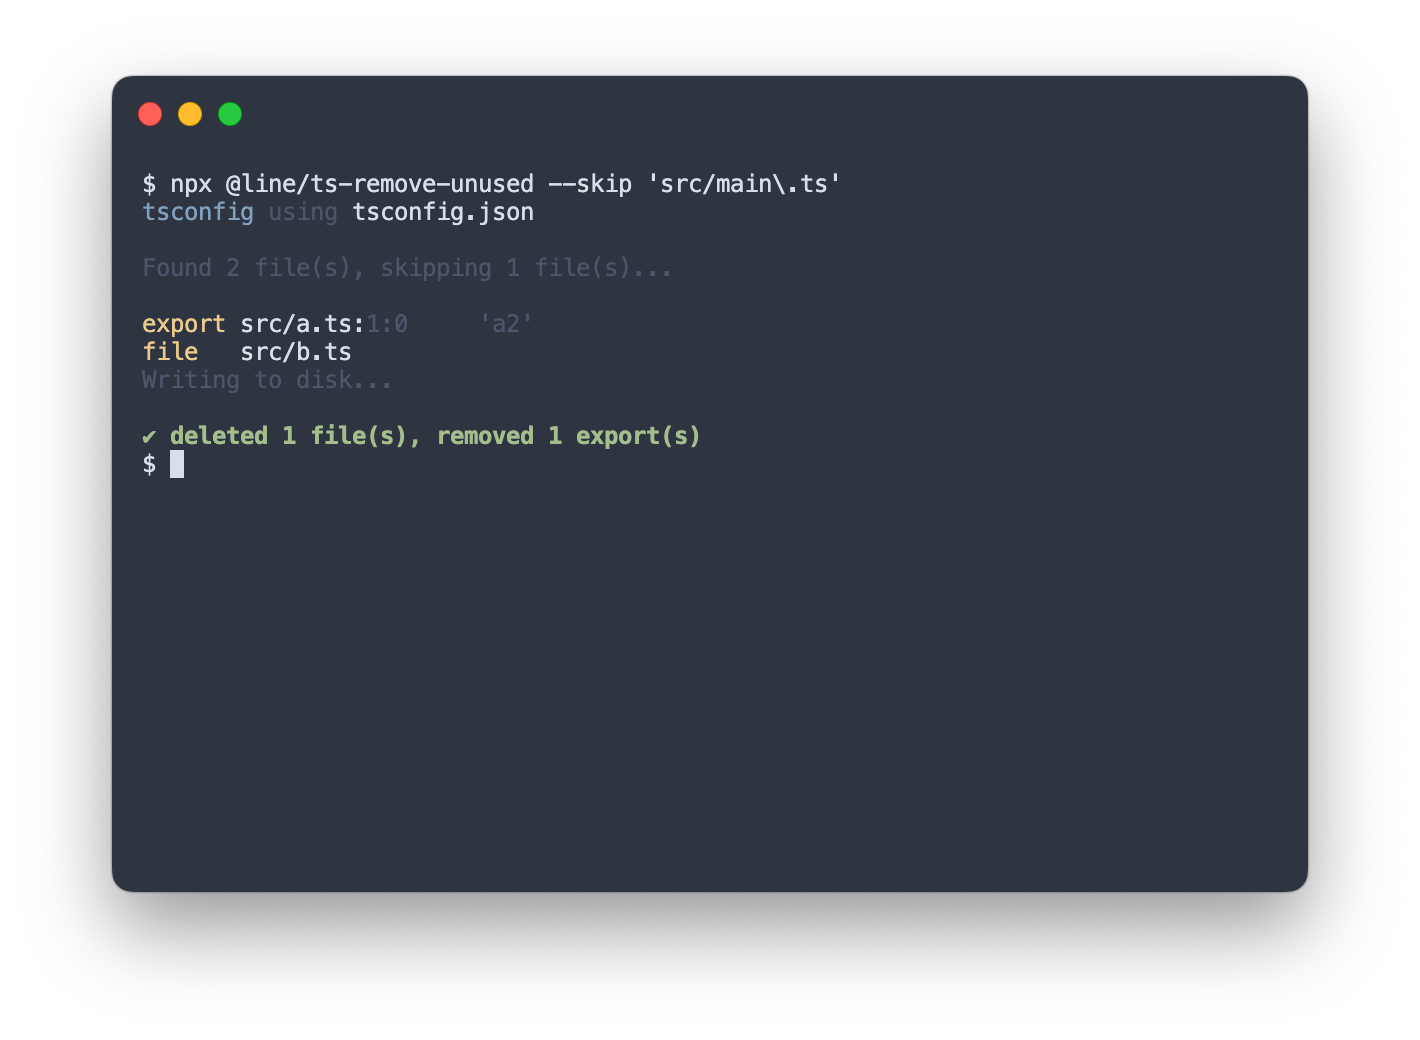 $ npx @line/ts-remove-unused --skip 'src/main\.ts'
tsconfig using tsconfig.json
Found 2 file(s), skipping 1 file(s)...
export src/a.ts:1:0     'a2'
file   src/b.ts
Writing to disk...
✔ deleted 1 file(s), removed 1 export(s)
$